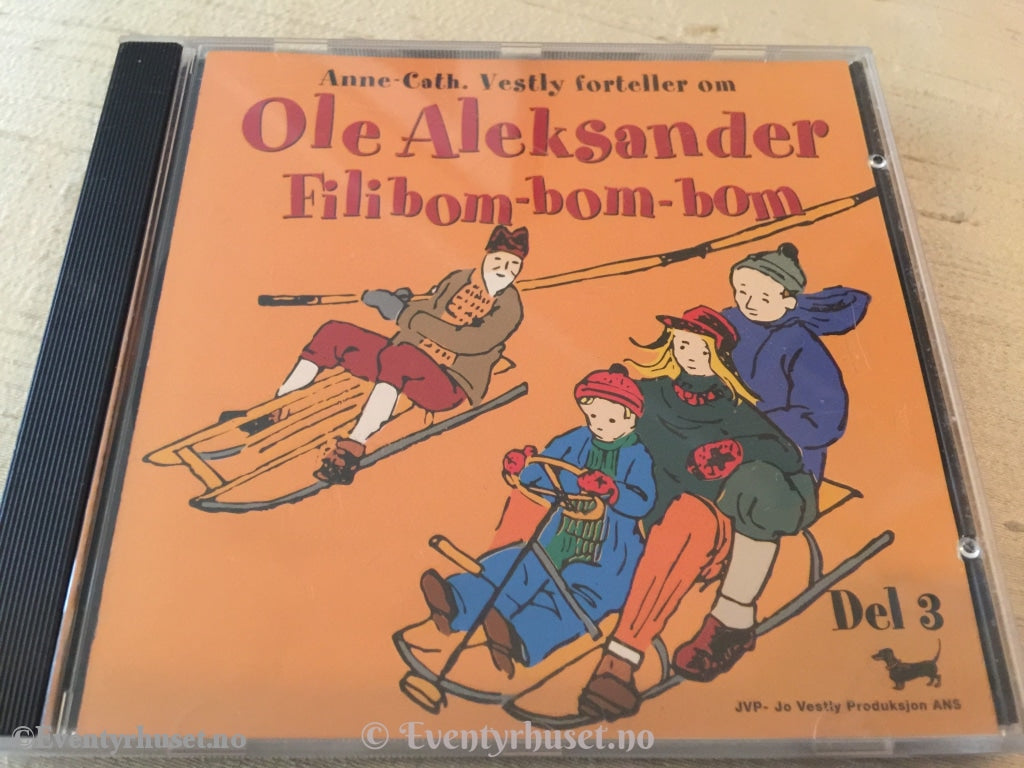 Anne-Cath. Vestly forteller om
Ole Aleksander
Filibom-bom-bom
Del 3
JVP- Jo Vestly Produksjon ANS
©Eventyrhuset.no
© Eventyrhuset.no